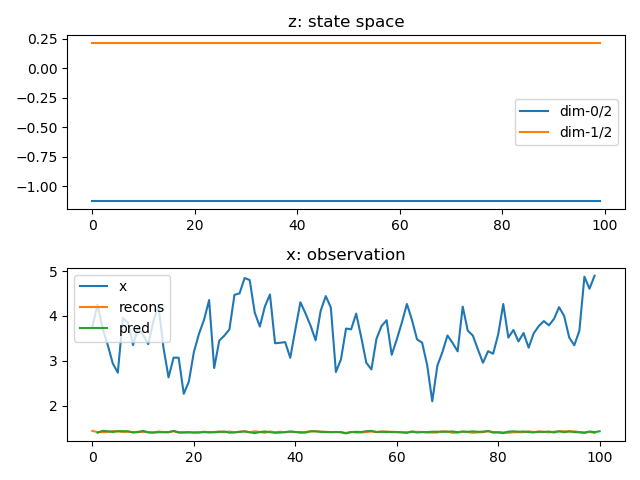 z: state space
0.25
0.00
−0.25
−0.50
−0.75
−1.00
dim-0/2
dim-1/2
0 20 40 60 80 100
x: observation
5
4
3
2
x
recons
pred
0 20 40 60 80 100